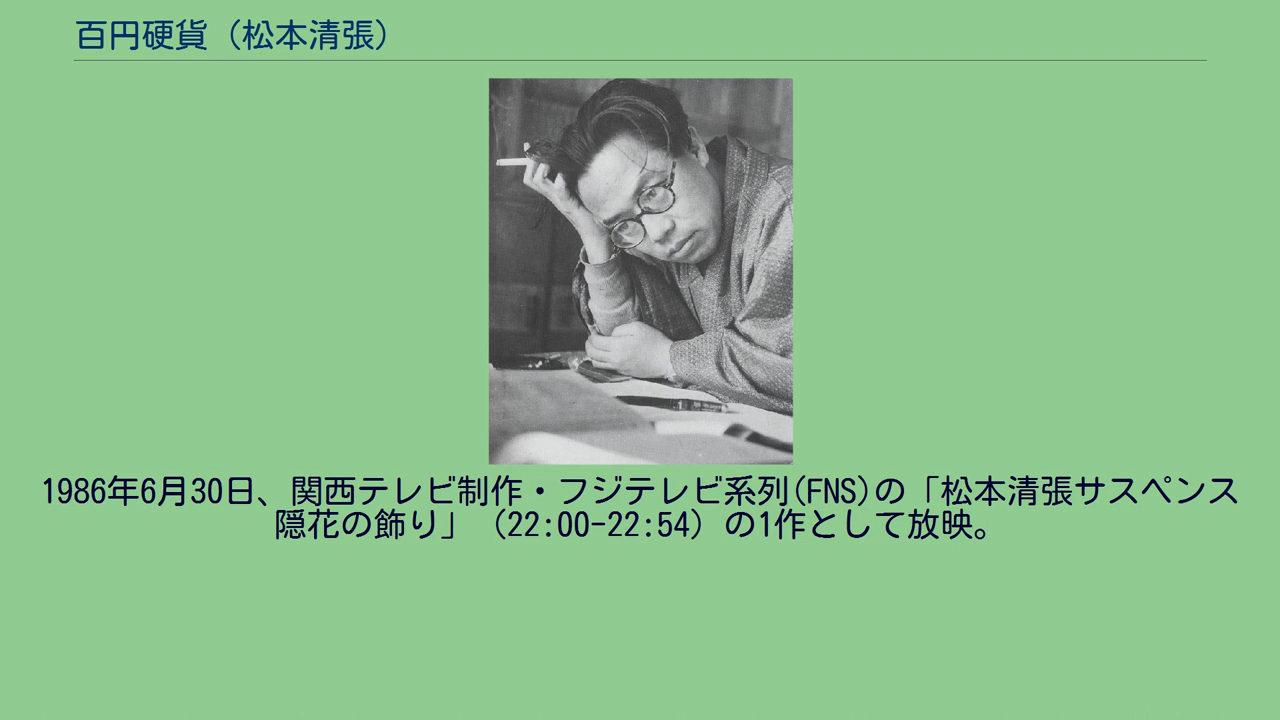 百円硬貨（松本清張）
1986年6月30日、関西テレビ制作・フジテレビ系列(FNS)の「松本清張サスペンス
隠花の飾り」（22:00-22:54）の1作として放映。